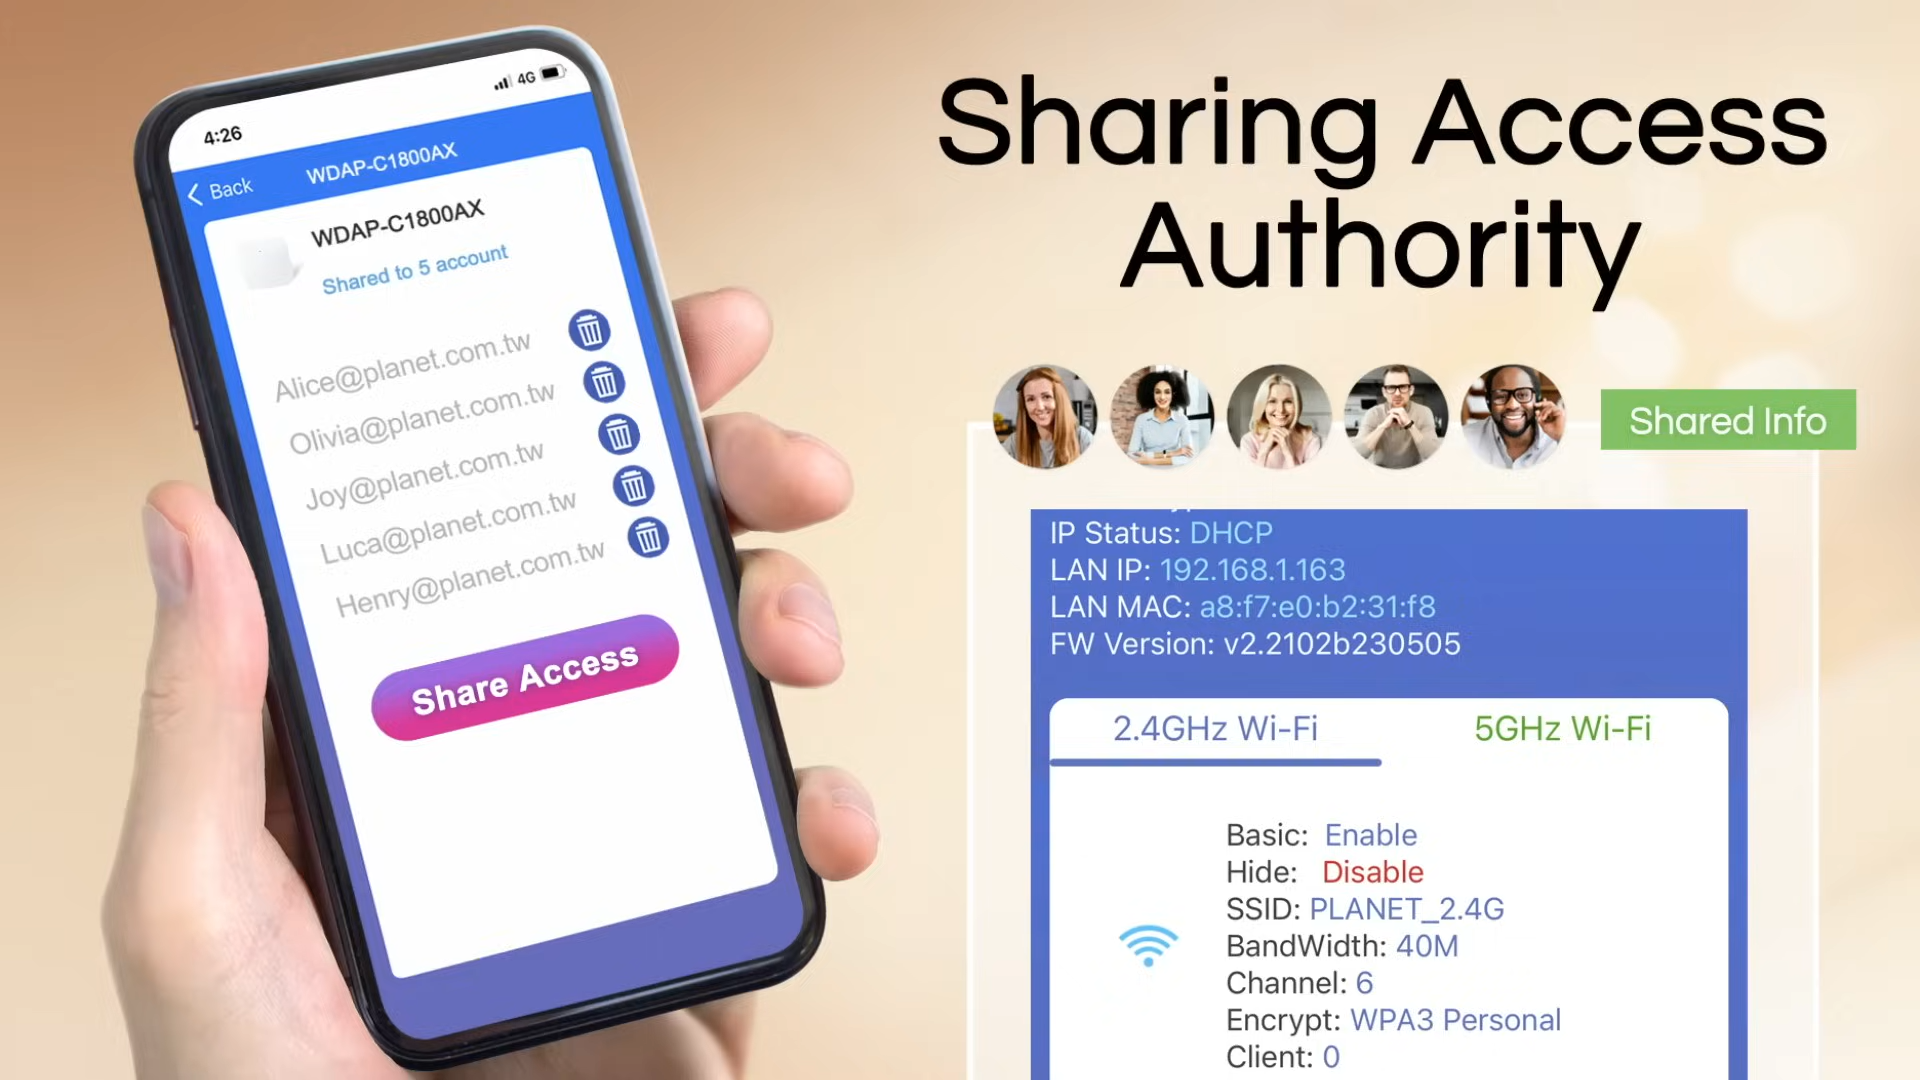 4:26
4G
Back
WDAP-C1800AX
WDAP-C1800AX
Shared to 5 account
Alice@planet.com.tw
Olivia@planet.com.tw
Joy@planet.com.tw
Luca@planet.com.tw
Henry@planet.com.tw
Share Access
Sharing Access
Authority
Shared Info
IP Status: DHCP
LAN IP: 192.168.1.163
LAN MAC: a8:f7:e0:b2:31:f8
FW Version: v2.2102b230505
2.4GHz Wi-Fi
5GHz Wi-Fi
Basic: Enable
Hide: Disable
SSID: PLANET_2.4G
BandWidth: 40M
Channel: 6
Encrypt: WPA3 Personal
Client: 0